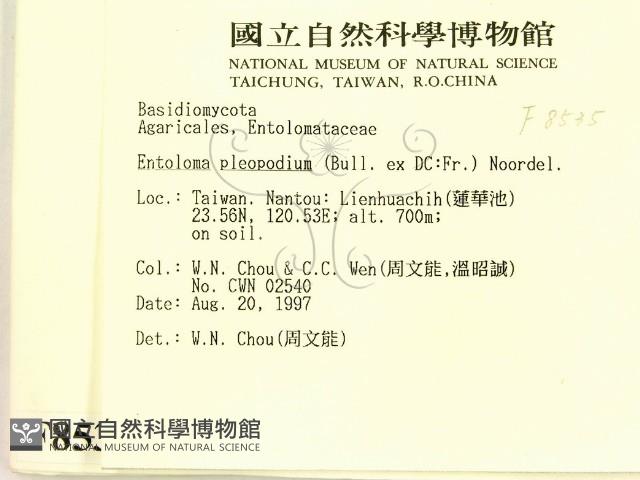 國立自然科學博物館
NATIONAL MUSEUM OF NATURAL SCIENCE
TAICHUNG, TAIWAN, R.O.CHINA
Basidiomycota
Agaricales, Entolomataceae
F 8535
Entoloma pleopodium (Bull. ex DC:Fr.) Noordel.
Loc.: Taiwan. Nantou: Lienhuachih(蓮華池)
23.56N, 120.53E; alt. 700m;
on soil.
Col.: W.N. Chou & C.C. Wen(周文能,溫昭誠)
No. CWN 02540
Date: Aug. 20, 1997
Det.: W.N. Chou(周文能)
國立自然科學博物館
NATIONAL MUSEUM OF NATURAL SCIENCE